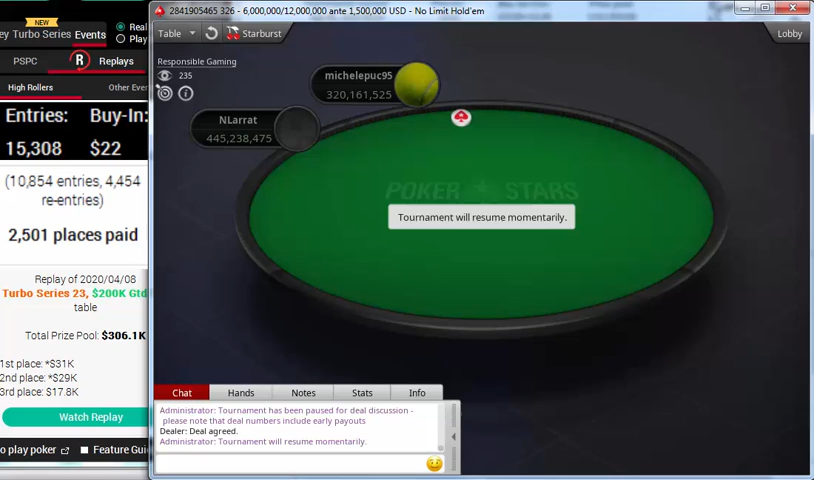 NEW
ey Turbo Series Events
Real
Play
PSPC R Replays
High Rollers Other Even
Entries: Buy-In:
15,308 $22
(10,854 entries, 4,454
re-entries)
2,501 places paid
Replay of 2020/04/08
Turbo Series 23, $200K Gtd
table
Total Prize Pool: $306.1K
1st place: *$31K
2nd place: *$29K
3rd place: $17.8K
Watch Replay
o play poker Feature Guid
2841905465 326 - 6,000,000/12,000,000 ante 1,500,000 USD - No Limit Hold'em
Table Starburst Lobby
Responsible Gaming
235
michelepuc95
320,161,525
NLarrat
445,238,475
POKER STARS
Tournament will resume momentarily.
Chat Hands Notes Stats Info
Administrator: Tournament has been paused for deal discussion -
please note that deal numbers include early payouts
Dealer: Deal agreed.
Administrator: Tournament will resume momentarily.